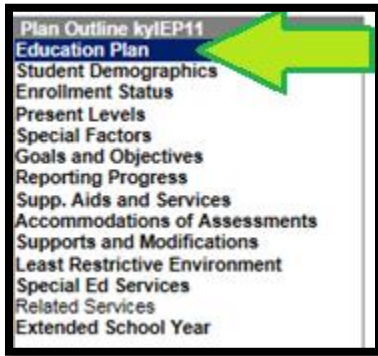 Plan Outline kyIEP11
Education Plan
Student Demographics
Enrollment Status
Present Levels
Special Factors
Goals and Objectives
Reporting Progress
Supp. Aids and Services
Accommodations of Assessments
Supports and Modifications
Least Restrictive Environment
Special Ed Services
Related Services
Extended School Year